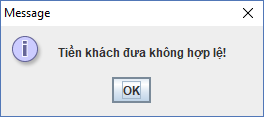 Message
Tiền khách đưa không hợp lệ!
OK